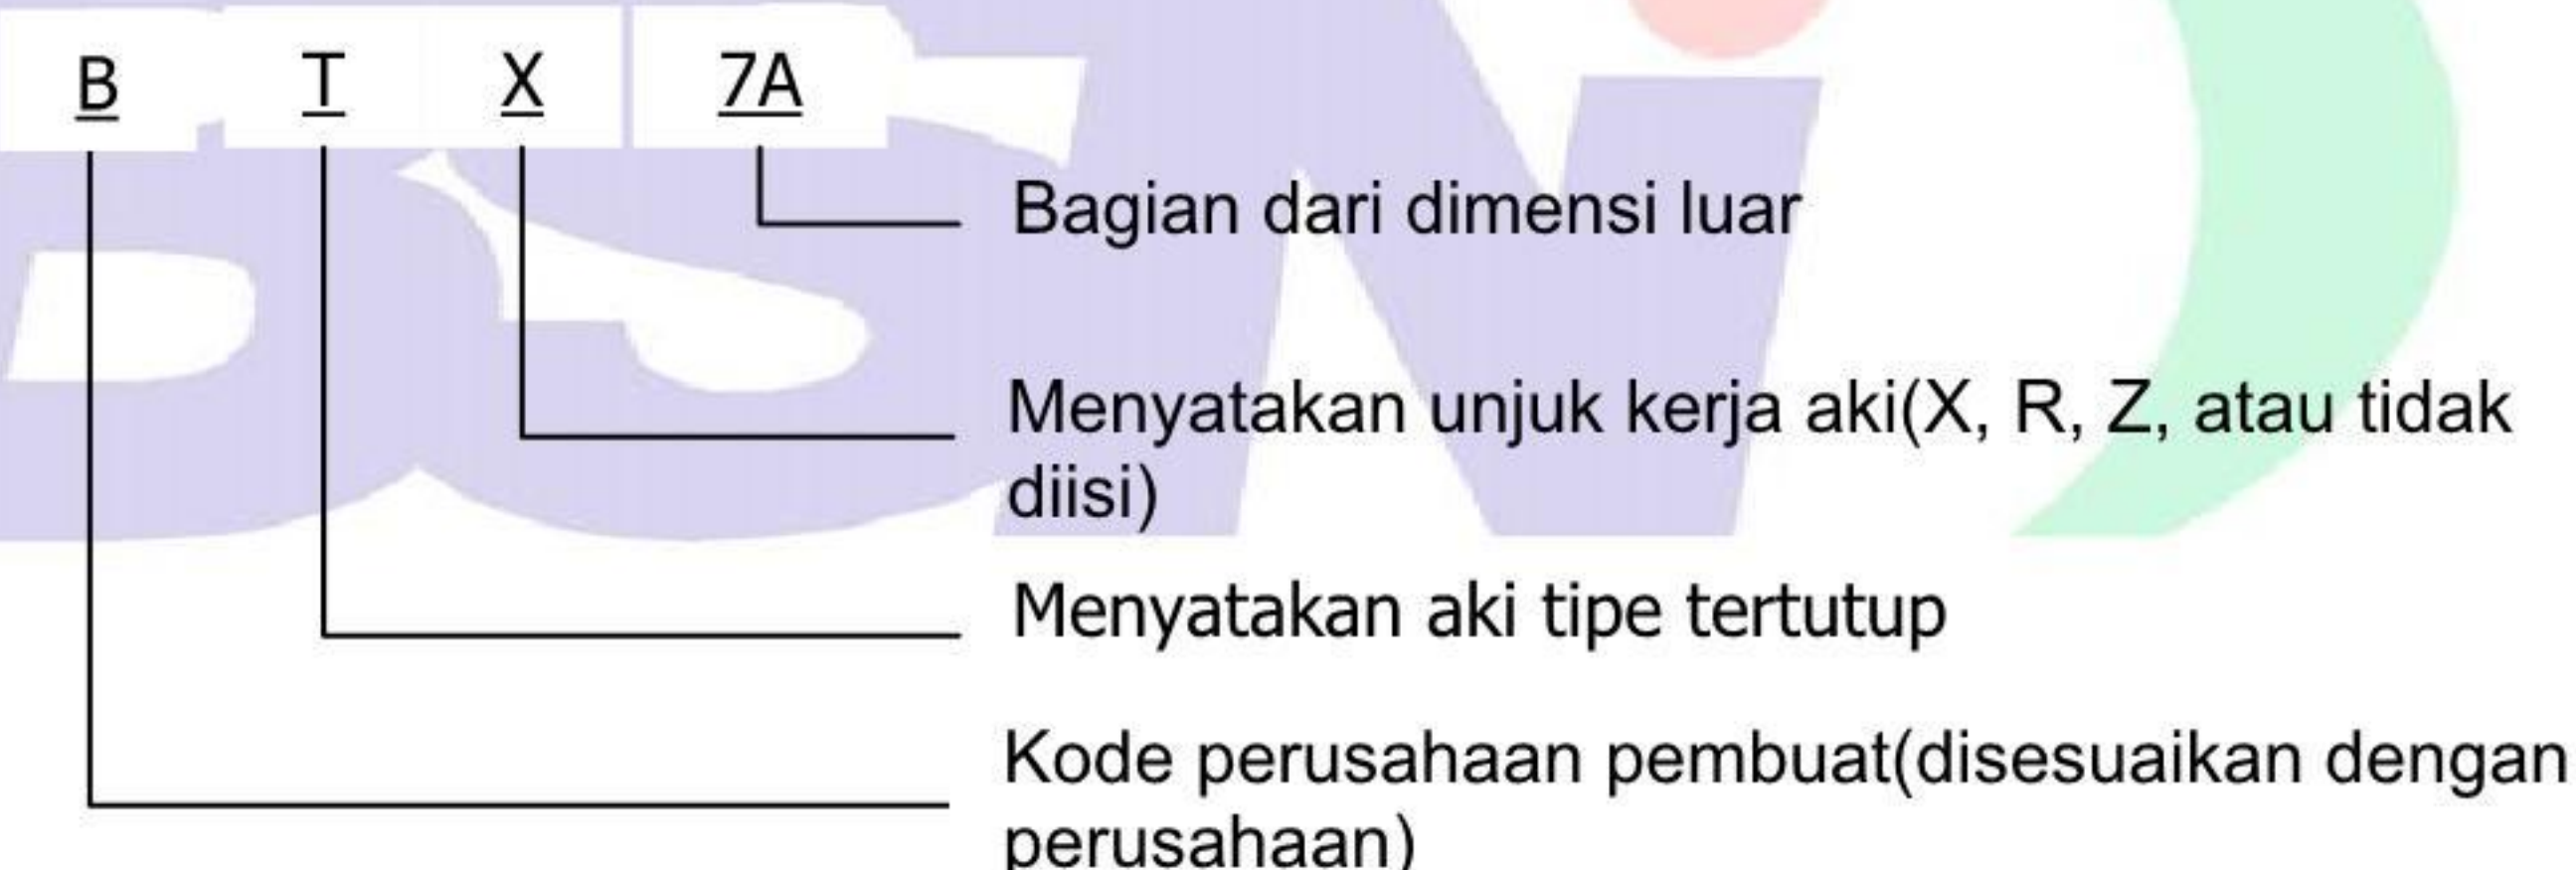 B T X 7A
Bagian dari dimensi luar
Menyatakan unjuk kerja aki(X, R, Z, atau tidak
diisi)
Menyatakan aki tipe tertutup
Kode perusahaan pembuat(disesuaikan dengan
perusahaan)
BSNi